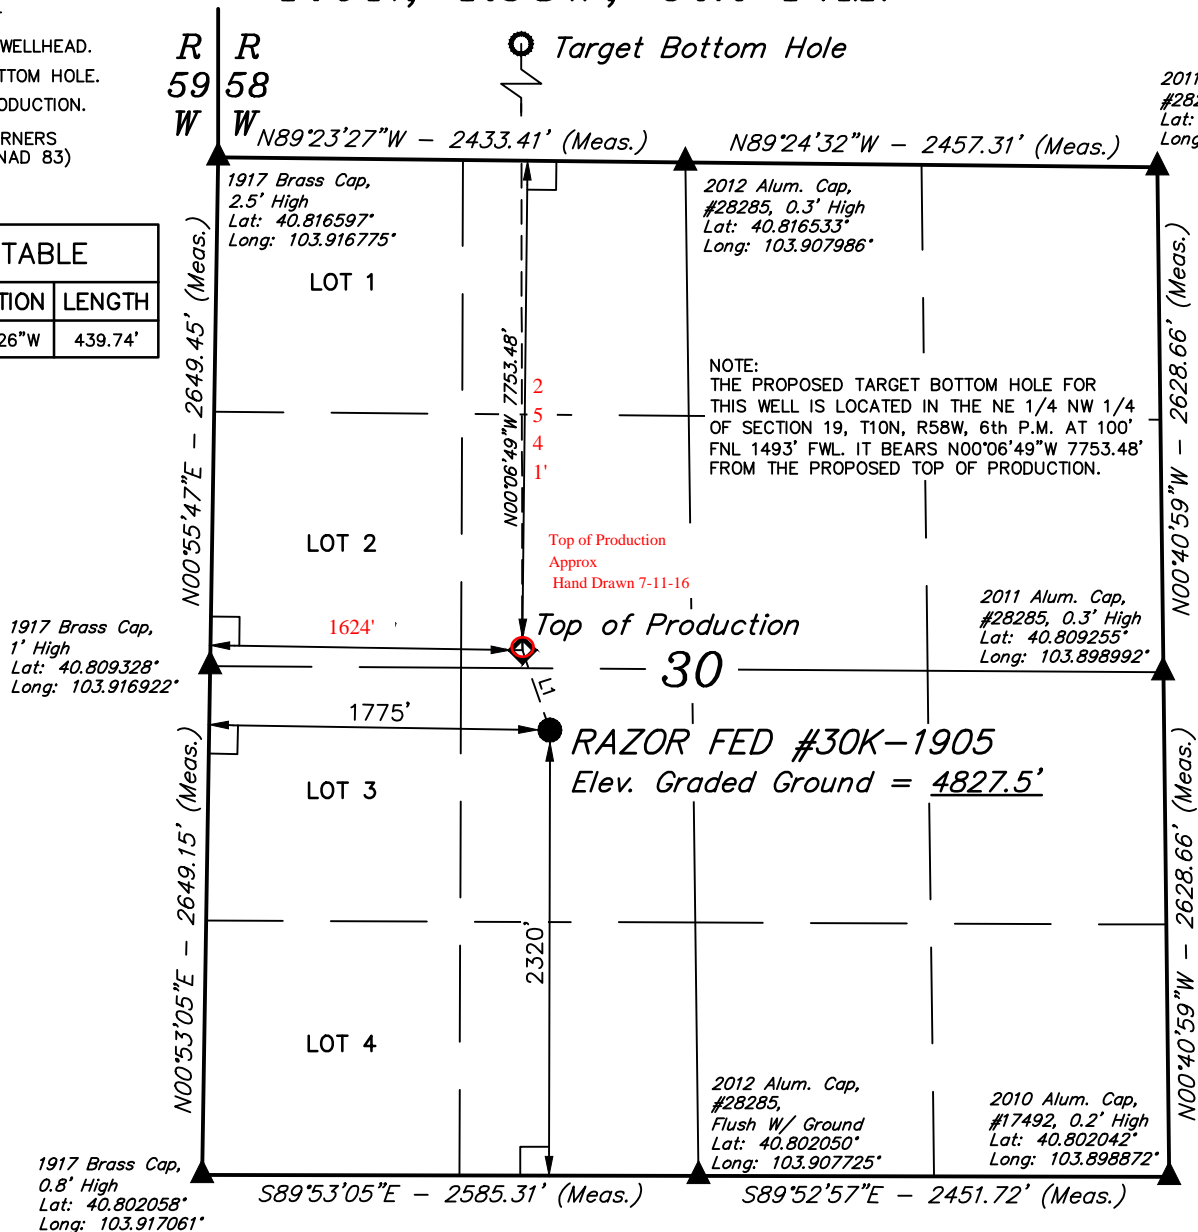 WELLHEAD.
TTOM HOLE.
ODUCTION.
RNERS
NAD 83)
R R
59 58
W W
Target Bottom Hole
2011
#282
Lat:
Long
N89°23'27"W - 2433.41' (Meas.)
N89°24'32"W - 2457.31' (Meas.)
1917 Brass Cap,
2.5' High
Lat: 40.816597°
Long: 103.916775°
2012 Alum. Cap,
#28285, 0.3' High
Lat: 40.816533°
Long: 103.907986°
TABLE
TION LENGTH
26"W 439.74'
LOT 1
N00°55'47"E - 2649.45' (Meas.)
N00°06'49"W 7753.48'
2
5
4
1'
NOTE:
THE PROPOSED TARGET BOTTOM HOLE FOR
THIS WELL IS LOCATED IN THE NE 1/4 NW 1/4
OF SECTION 19, T10N, R58W, 6th P.M. AT 100'
FNL 1493' FWL. IT BEARS N00°06'49"W 7753.48'
FROM THE PROPOSED TOP OF PRODUCTION.
N00°40'59"W - 2628.66' (Meas.)
LOT 2
Top of Production
Approx
Hand Drawn 7-11-16
1917 Brass Cap,
1' High
Lat: 40.809328°
Long: 103.916922°
1624'
Top of Production
2011 Alum. Cap,
#28285, 0.3' High
Lat: 40.809255°
Long: 103.898992°
30
L1
1775'
RAZOR FED #30K-1905
Elev. Graded Ground = 4827.5'
LOT 3
N00°53'05"E - 2649.15' (Meas.)
2320'
N00°40'59"W - 2628.66' (Meas.)
LOT 4
2012 Alum. Cap,
#28285,
Flush W/ Ground
Lat: 40.802050°
Long: 103.907725°
2010 Alum. Cap,
#17492, 0.2' High
Lat: 40.802042°
Long: 103.898872°
1917 Brass Cap,
0.8' High
Lat: 40.802058°
Long: 103.917061°
S89°53'05"E - 2585.31' (Meas.)
S89°52'57"E - 2451.72' (Meas.)